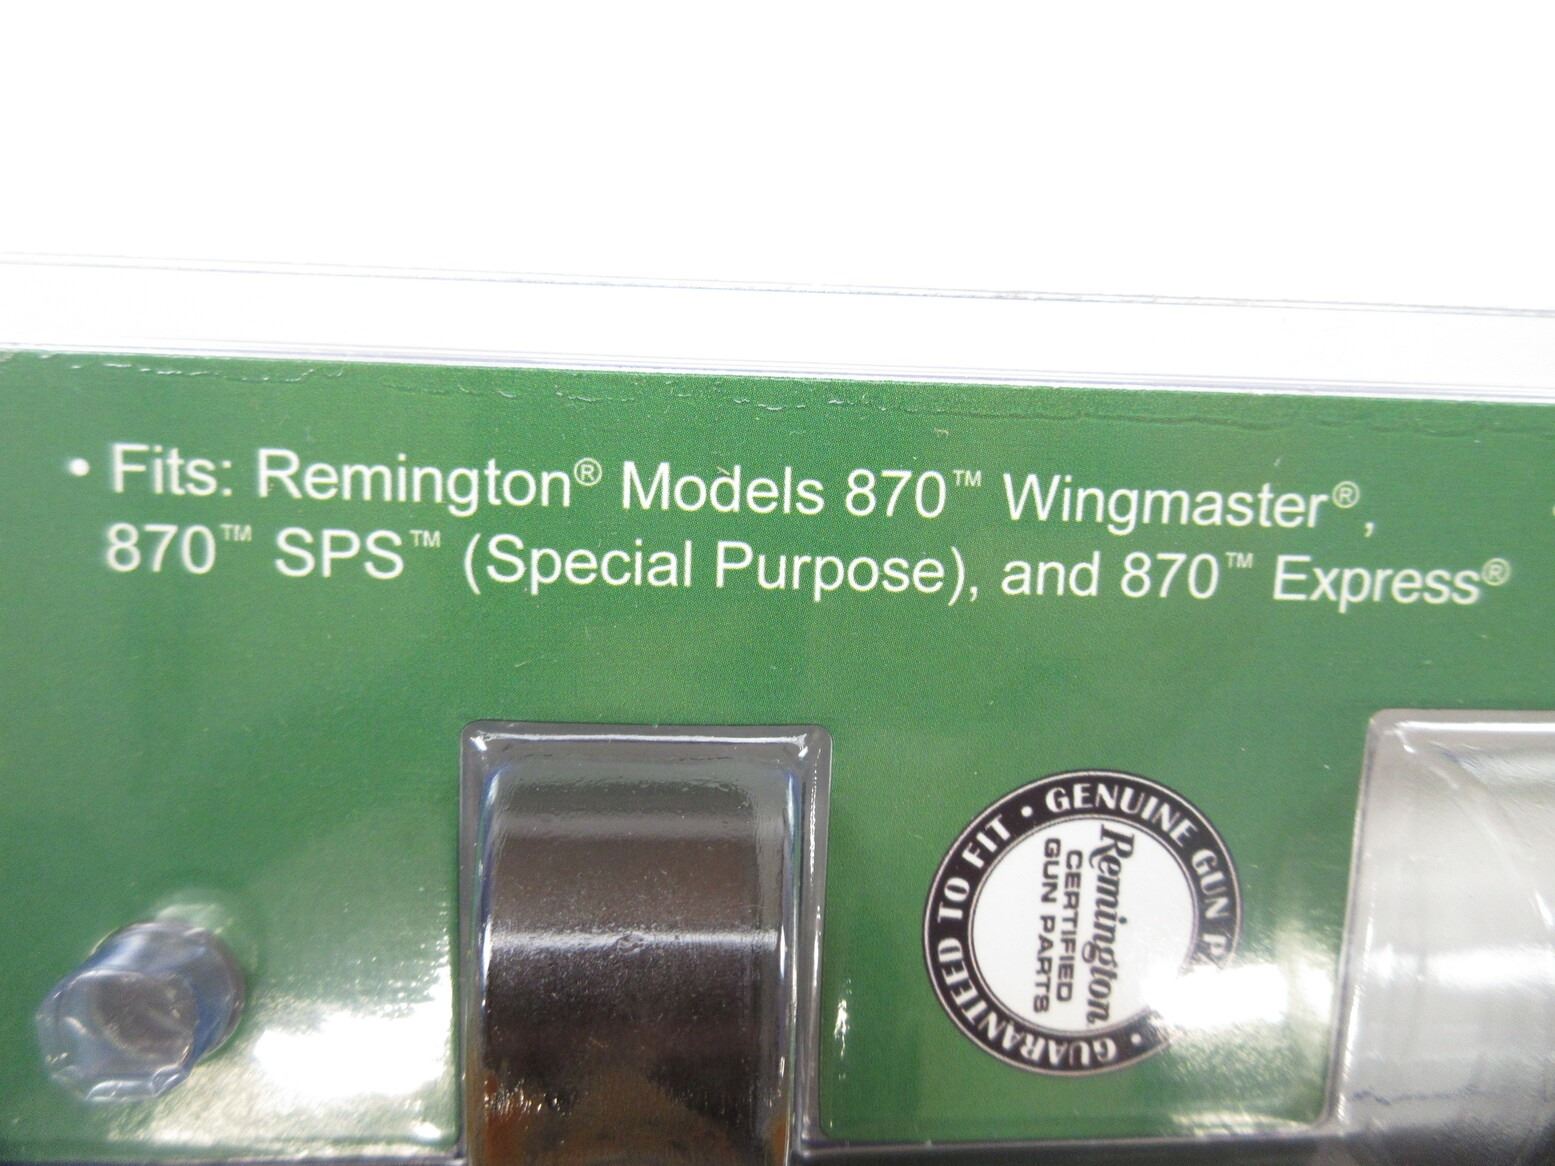 • Fits: Remington® Models 870™ Wingmaster®,
870™ SPS™ (Special Purpose), and 870™ Express®
GUARANTEED TO FIT • GENUINE GUN
Remington
CERTIFIED
GUN PARTS